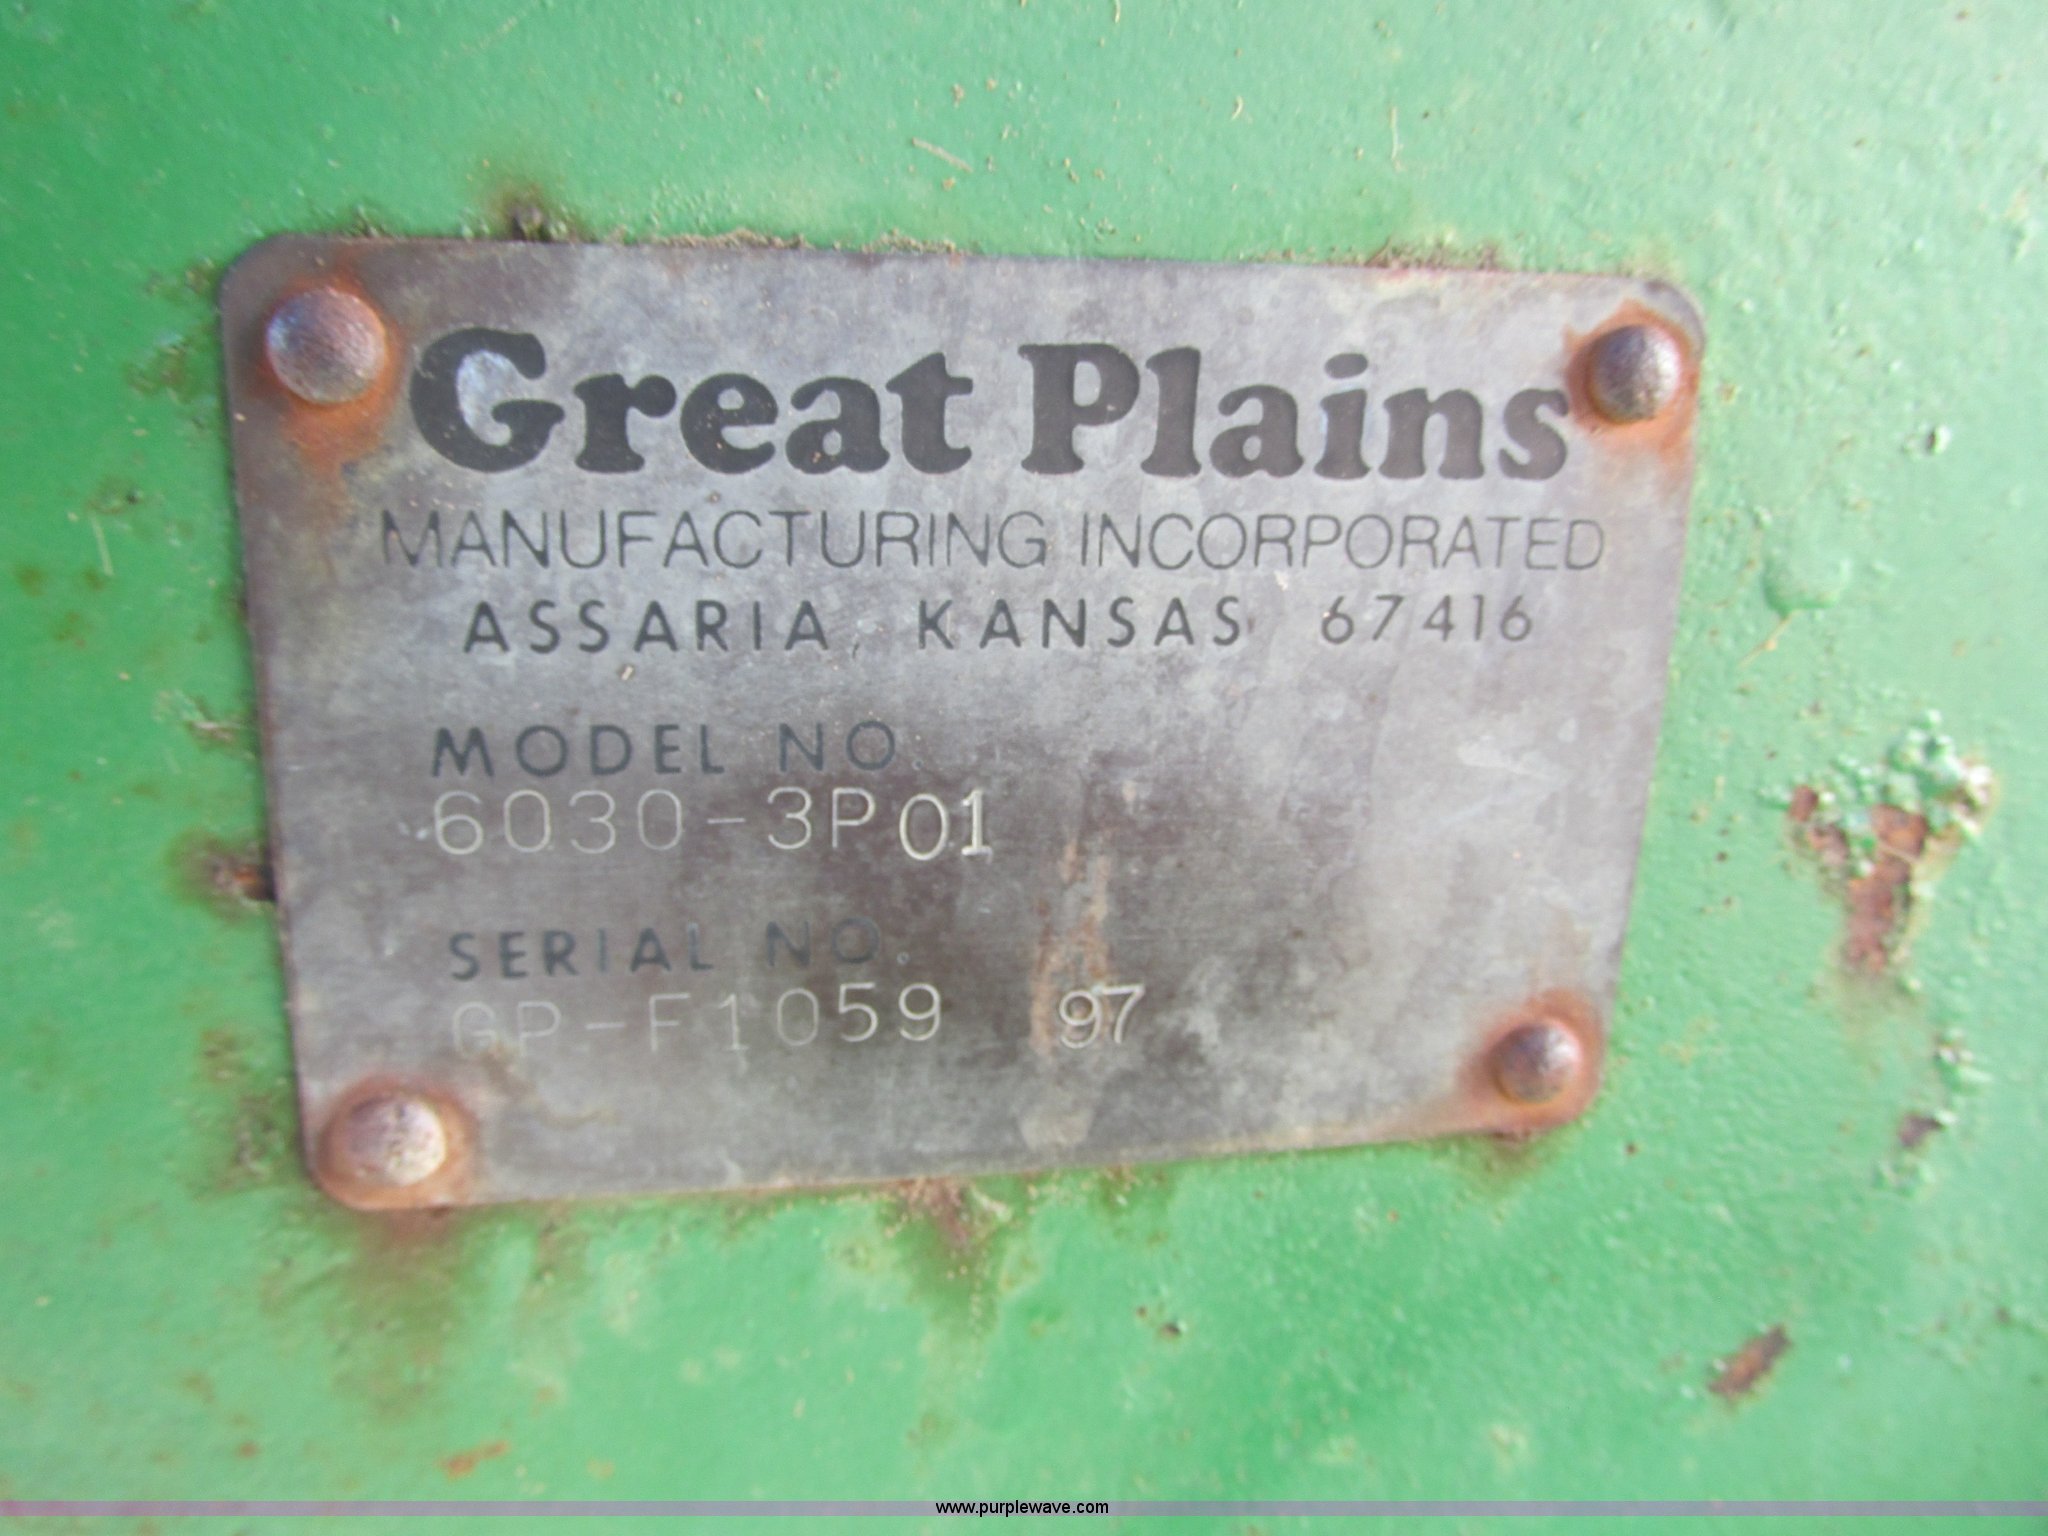 Great Plains
MANUFACTURING INCORPORATED
ASSARIA, KANSAS 67416
MODEL NO.
6030-3P01
SERIAL NO.
GP-F1059 97
www.purplewave.com